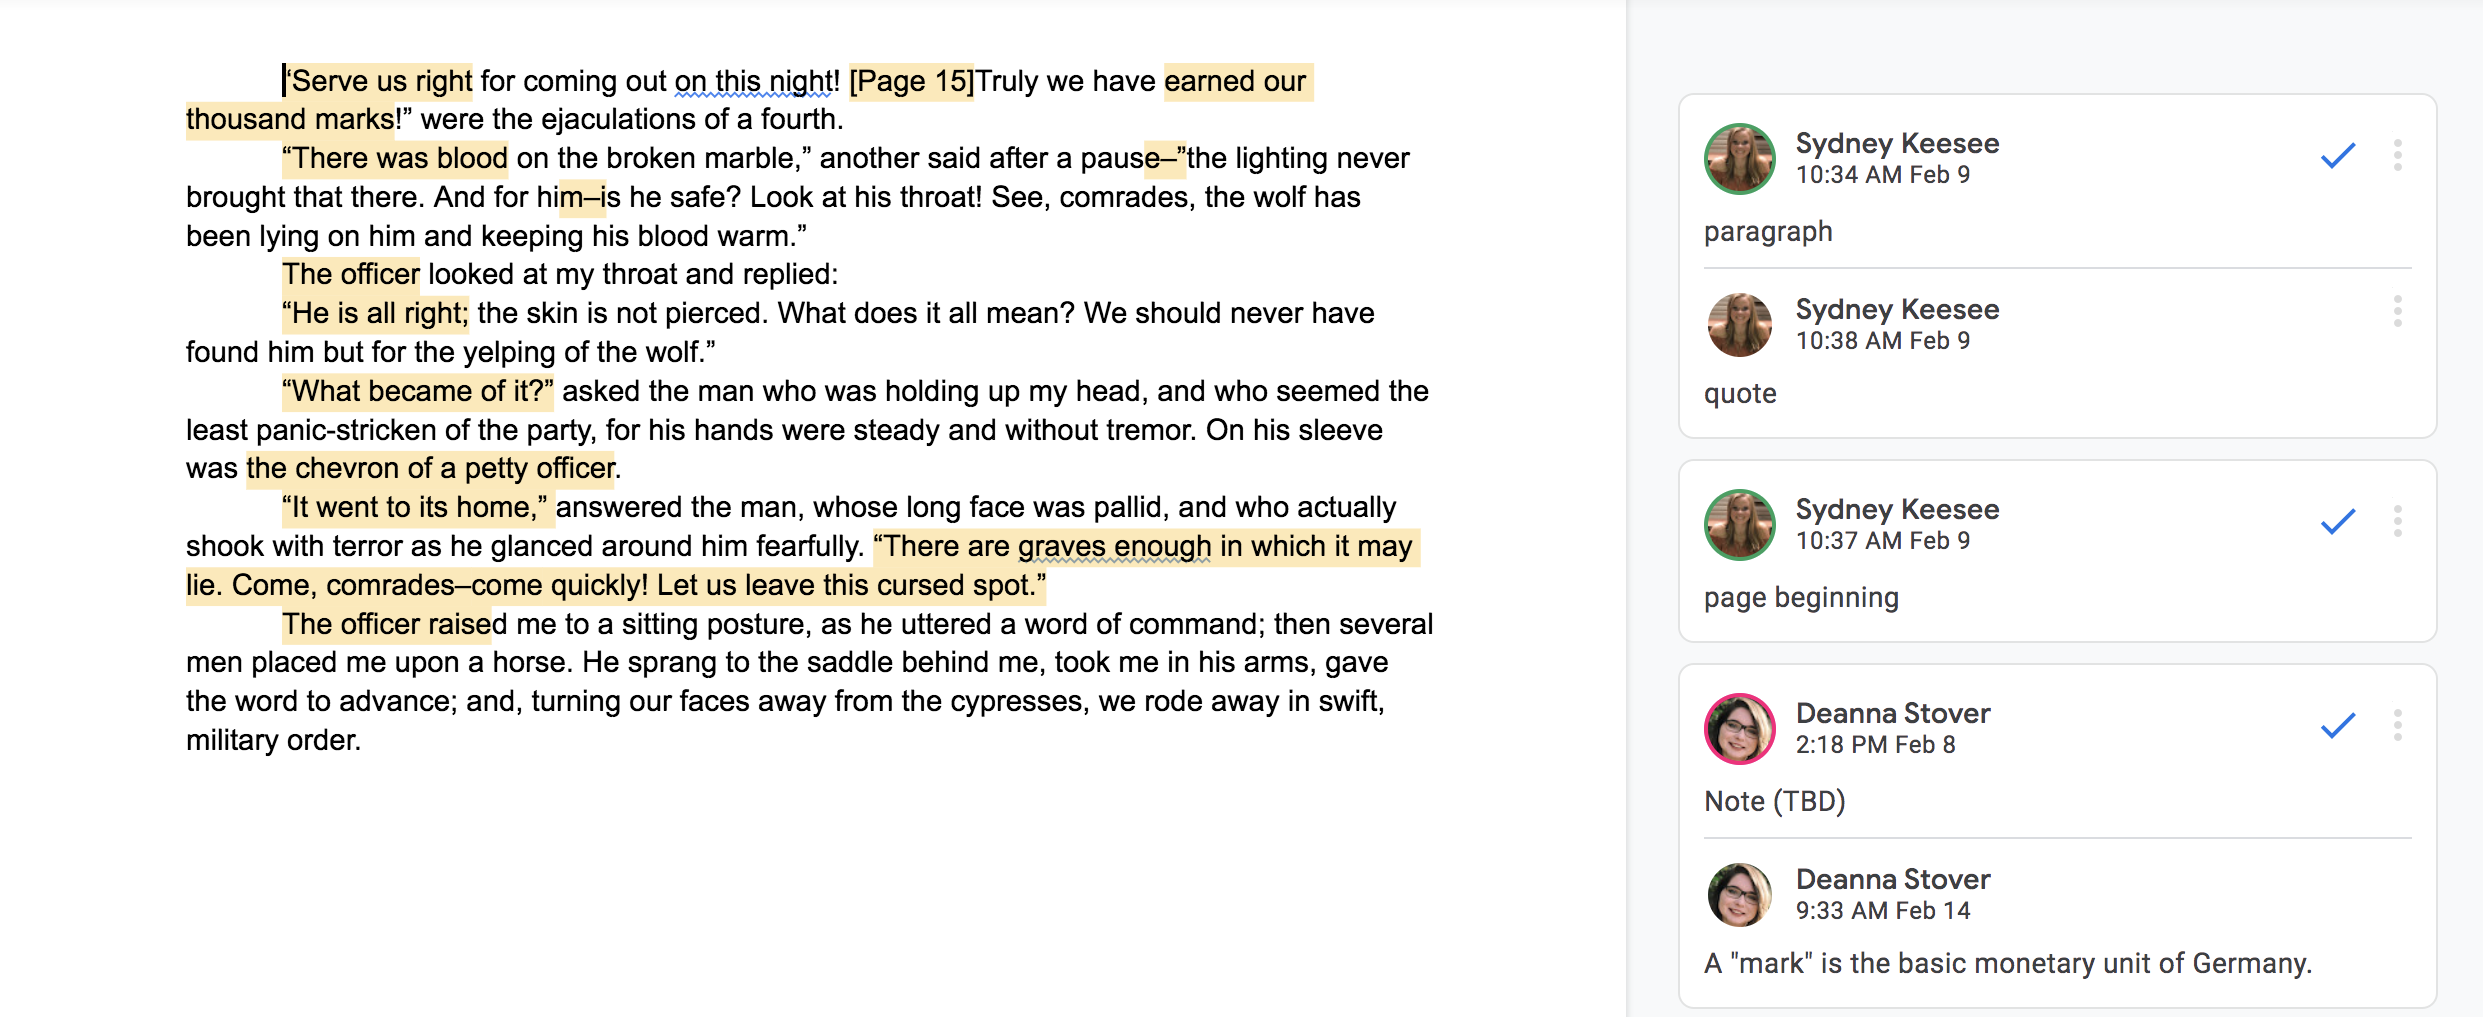 ‘Serve us right for coming out on this night! [Page 15]Truly we have earned our
thousand marks!” were the ejaculations of a fourth.
“There was blood on the broken marble,” another said after a pause–”the lighting never
brought that there. And for him–is he safe? Look at his throat! See, comrades, the wolf has
been lying on him and keeping his blood warm.”
The officer looked at my throat and replied:
“He is all right; the skin is not pierced. What does it all mean? We should never have
found him but for the yelping of the wolf.”
“What became of it?” asked the man who was holding up my head, and who seemed the
least panic-stricken of the party, for his hands were steady and without tremor. On his sleeve
was the chevron of a petty officer.
“It went to its home,” answered the man, whose long face was pallid, and who actually
shook with terror as he glanced around him fearfully. “There are graves enough in which it may
lie. Come, comrades–come quickly! Let us leave this cursed spot.”
The officer raised me to a sitting posture, as he uttered a word of command; then several
men placed me upon a horse. He sprang to the saddle behind me, took me in his arms, gave
the word to advance; and, turning our faces away from the cypresses, we rode away in swift,
military order.
Sydney Keesee
10:34 AM Feb 9
paragraph
Sydney Keesee
10:38 AM Feb 9
quote
Sydney Keesee
10:37 AM Feb 9
page beginning
Deanna Stover
2:18 PM Feb 8
Note (TBD)
Deanna Stover
9:33 AM Feb 14
A "mark" is the basic monetary unit of Germany.